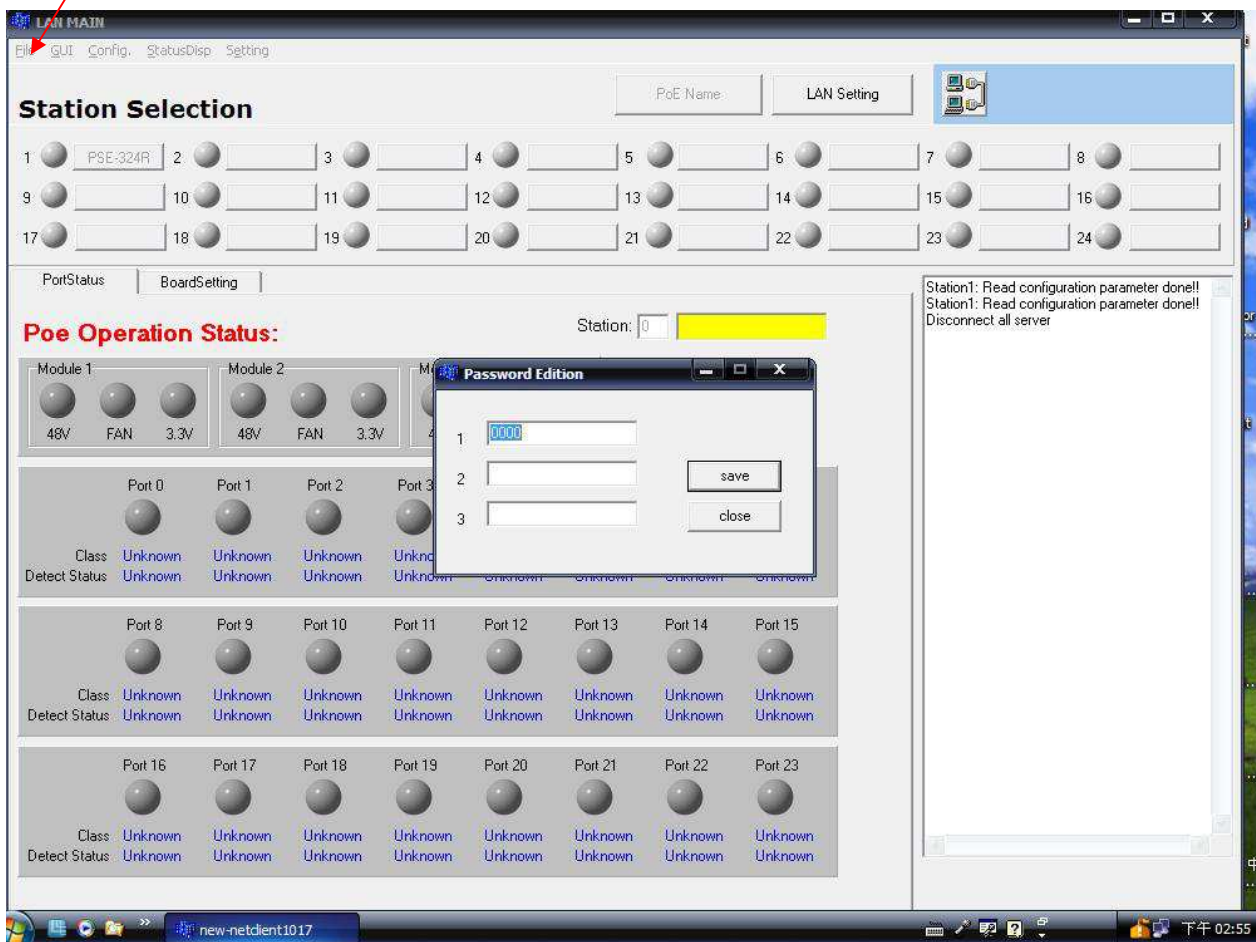 LAN MAIN
File GUI Config. StatusDisp Setting
Station Selection
PoE Name
LAN Setting
1 PSE-324R 2 3 4 5 6 7 8
9 10 11 12 13 14 15 16
17 18 19 20 21 22 23 24
PortStatus BoardSetting
Poe Operation Status:
Station: 0
Module 1
48V FAN 3.3V
Module 2
48V FAN 3.3V
Password Edition
1 0000
2
3
save
close
Port 0 Port 1 Port 2 Port 3
Class Unknown Unknown Unknown
Detect Status Unknown Unknown Unknown Unknown Unknown Unknown Unknown Unknown
Port 8 Port 9 Port 10 Port 11 Port 12 Port 13 Port 14 Port 15
Class Unknown Unknown Unknown Unknown Unknown Unknown Unknown Unknown
Detect Status Unknown Unknown Unknown Unknown Unknown Unknown Unknown Unknown
Port 16 Port 17 Port 18 Port 19 Port 20 Port 21 Port 22 Port 23
Class Unknown Unknown Unknown Unknown Unknown Unknown Unknown Unknown
Detect Status Unknown Unknown Unknown Unknown Unknown Unknown Unknown Unknown
Station1: Read configuration parameter done!!
Station1: Read configuration parameter done!!
Disconnect all server
new-netclient1017
下午 02:55